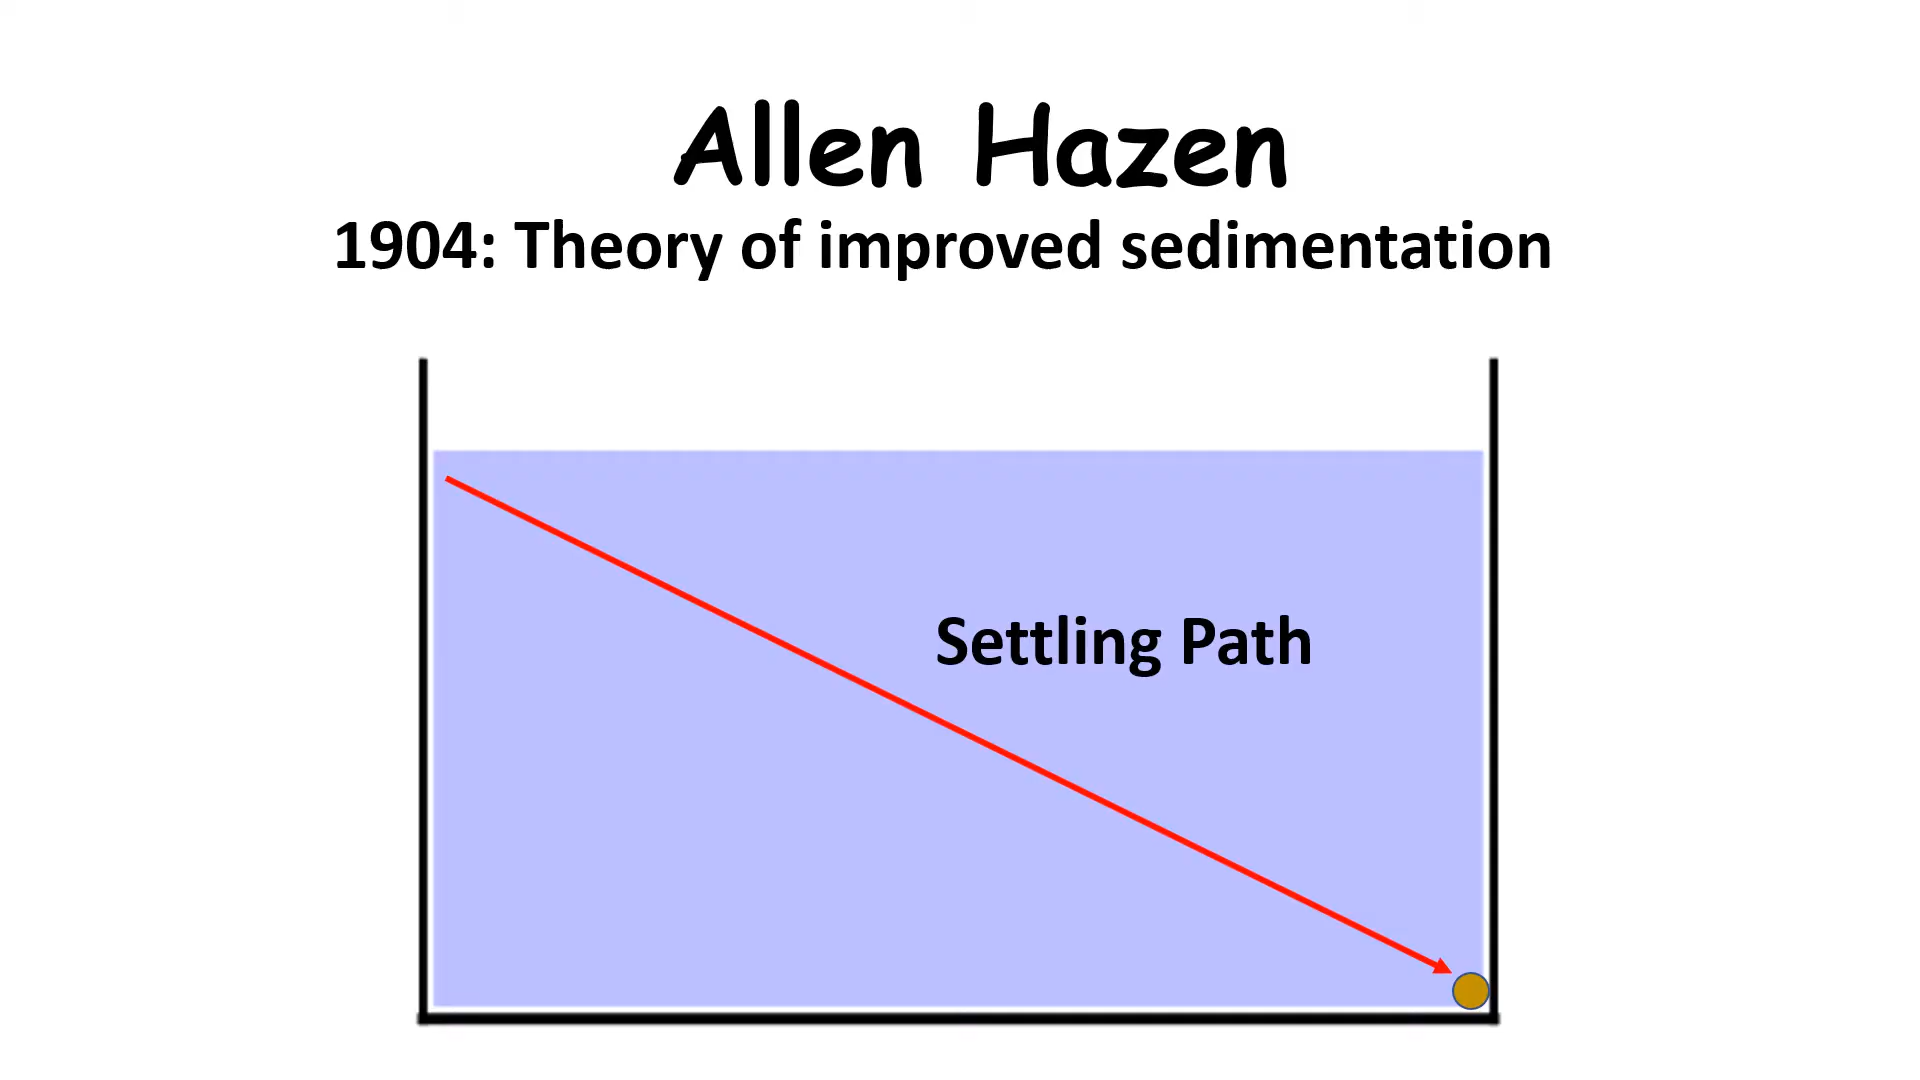 Allen Hazen
1904: Theory of improved sedimentation
Settling Path